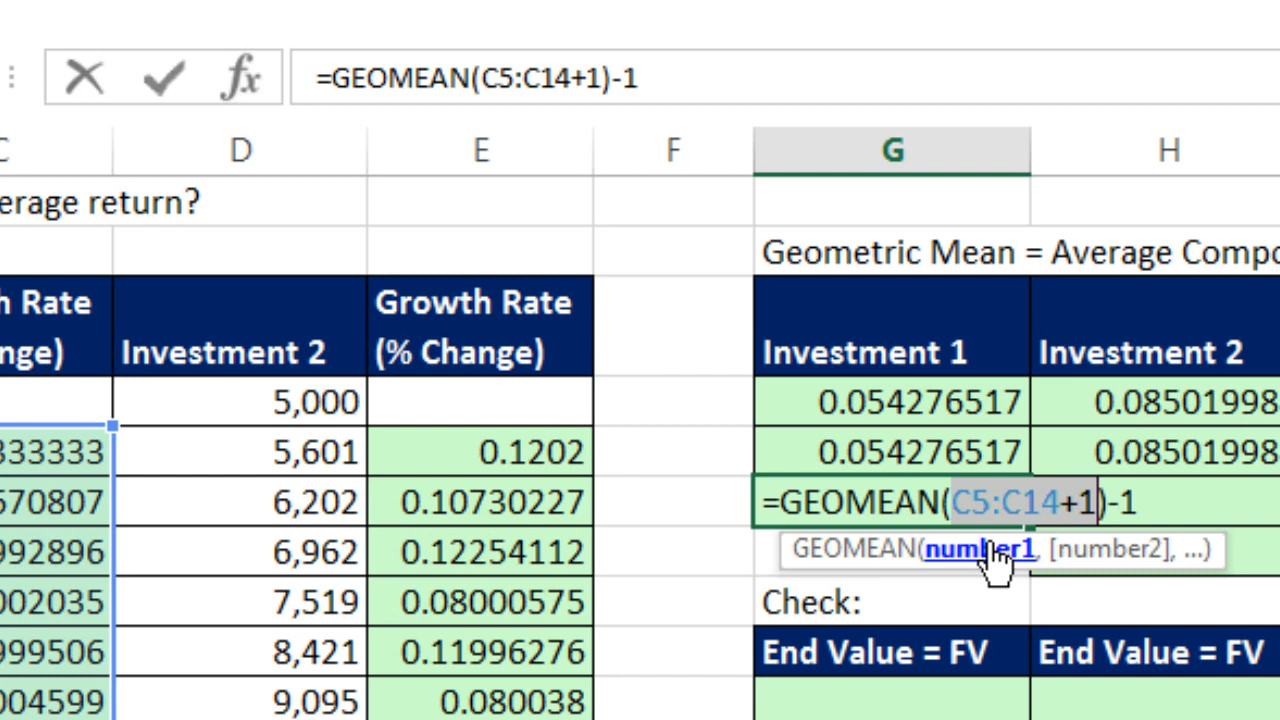 fx =GEOMEAN(C5:C14+1)-1
C D E F G H
erage return?
Geometric Mean = Average Compo
h Rate Growth Rate
nge) Investment 2 (% Change) Investment 1 Investment 2
5,000 0.054276517 0.08501998
333333 5,601 0.1202 0.054276517 0.08501998
670807 6,202 0.10730227 =GEOMEAN(C5:C14+1)-1
992896 6,962 0.12254112 GEOMEAN(number1, [number2], ...)
002035 7,519 0.08000575 Check:
999506 8,421 0.11996276 End Value = FV End Value = FV
004599 9,095 0.080038